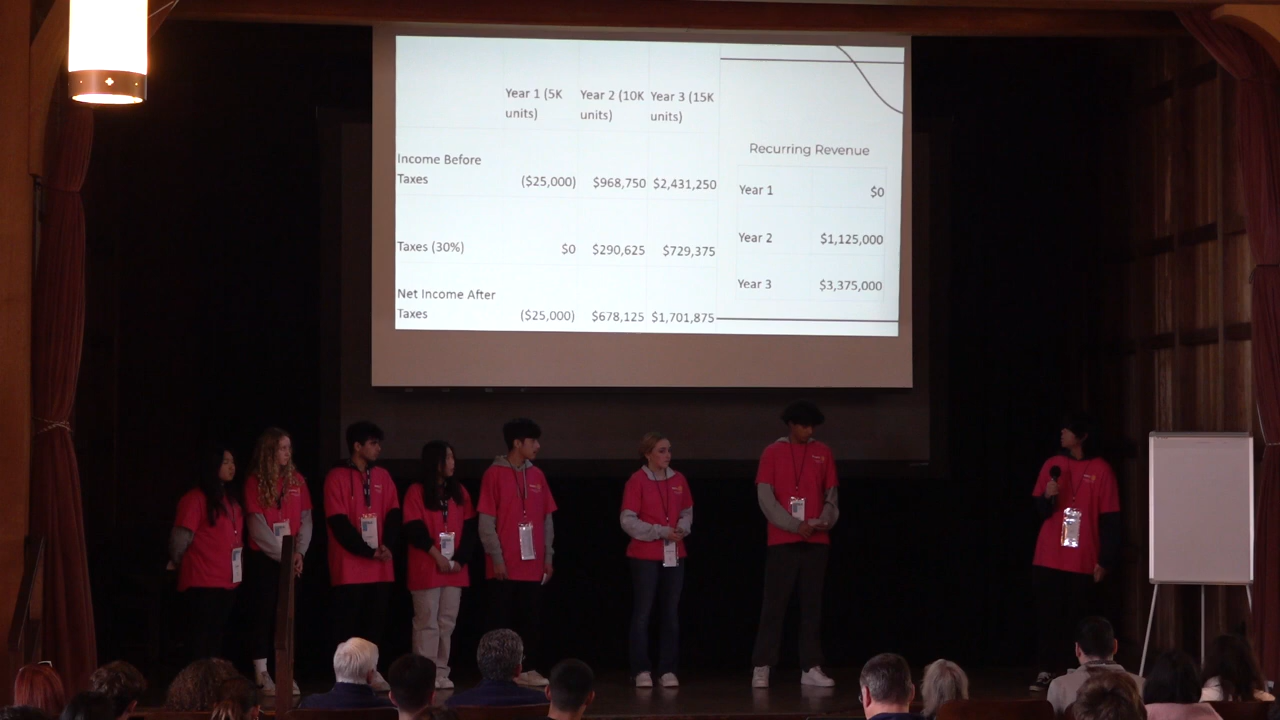 Year 1 (5K Year 2 (10K Year 3 (15K
units) units) units)
Income Before
Taxes ($25,000) $968,750 $2,431,250
Taxes (30%) $0 $290,625 $729,375
Net Income After
Taxes ($25,000) $678,125 $1,701,875
Recurring Revenue
Year 1 $0
Year 2 $1,125,000
Year 3 $3,375,000